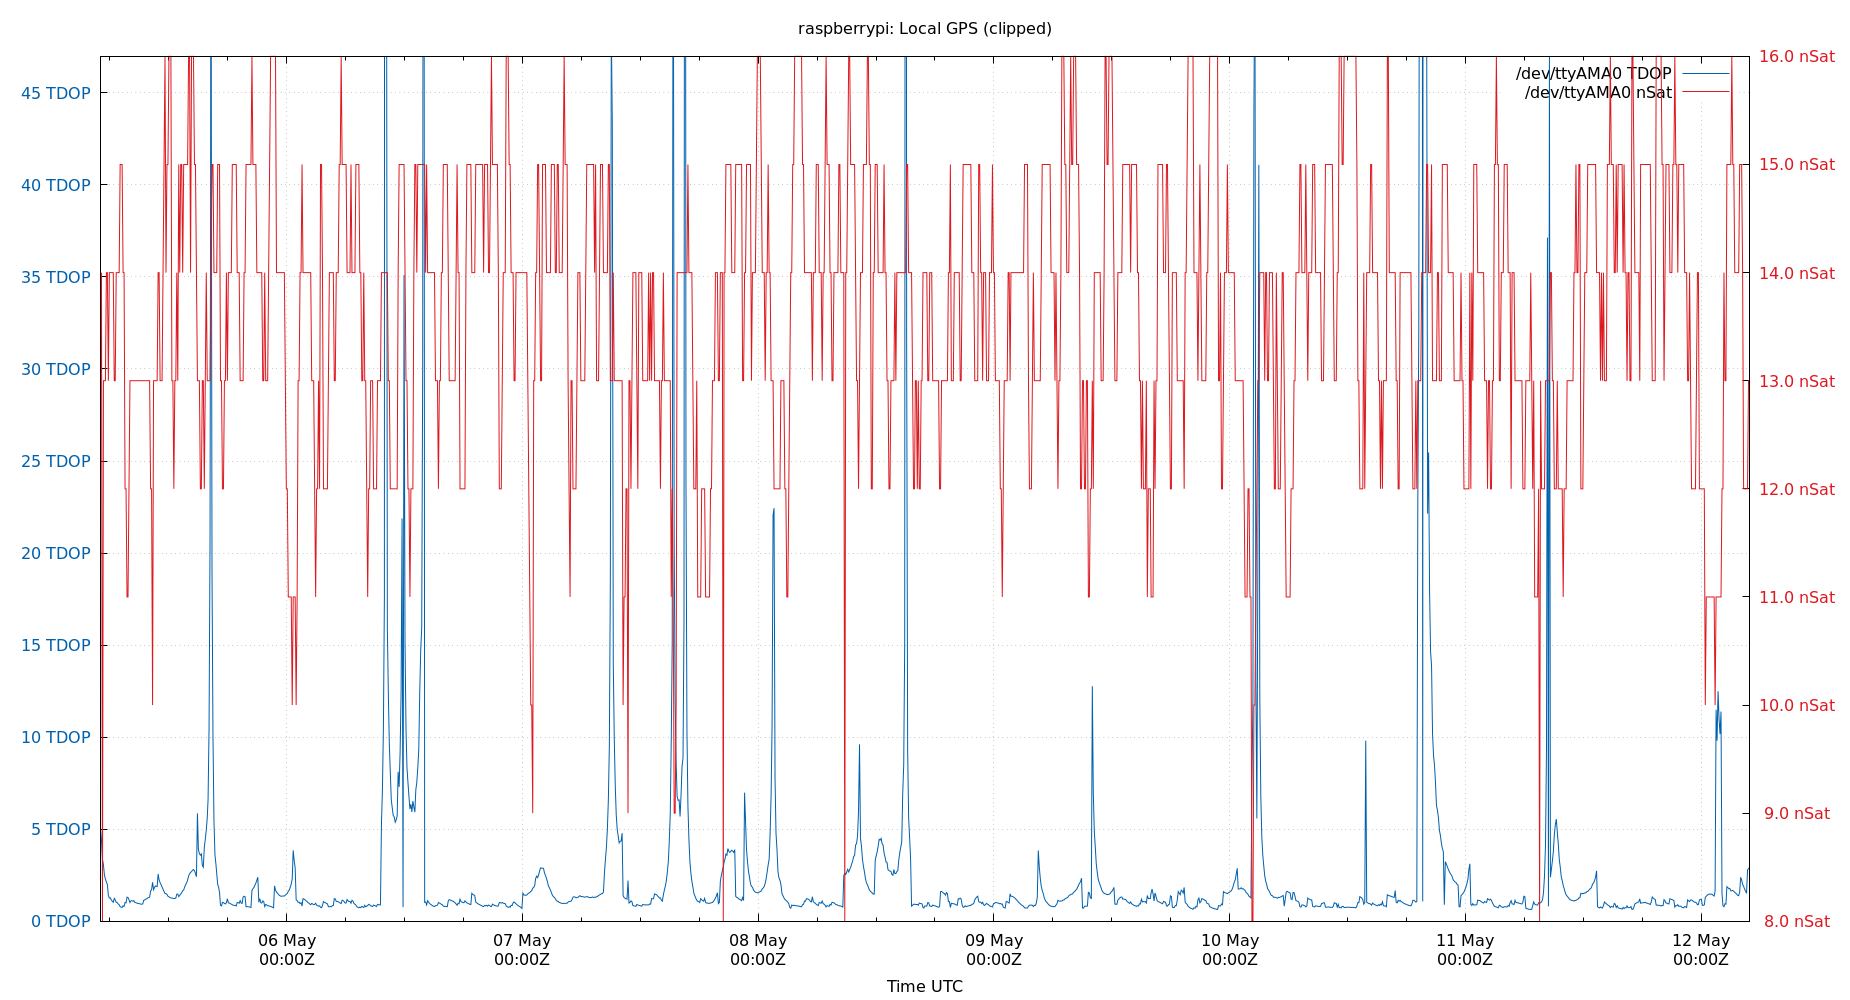 raspberrypi: Local GPS (clipped)
/dev/ttyAMA0 TDOP
/dev/ttyAMA0 nSat
45 TDOP
40 TDOP
35 TDOP
30 TDOP
25 TDOP
20 TDOP
15 TDOP
10 TDOP
5 TDOP
0 TDOP
16.0 nSat
15.0 nSat
14.0 nSat
13.0 nSat
12.0 nSat
11.0 nSat
10.0 nSat
9.0 nSat
8.0 nSat
06 May
00:00Z
07 May
00:00Z
08 May
00:00Z
09 May
00:00Z
10 May
00:00Z
11 May
00:00Z
12 May
00:00Z
Time UTC